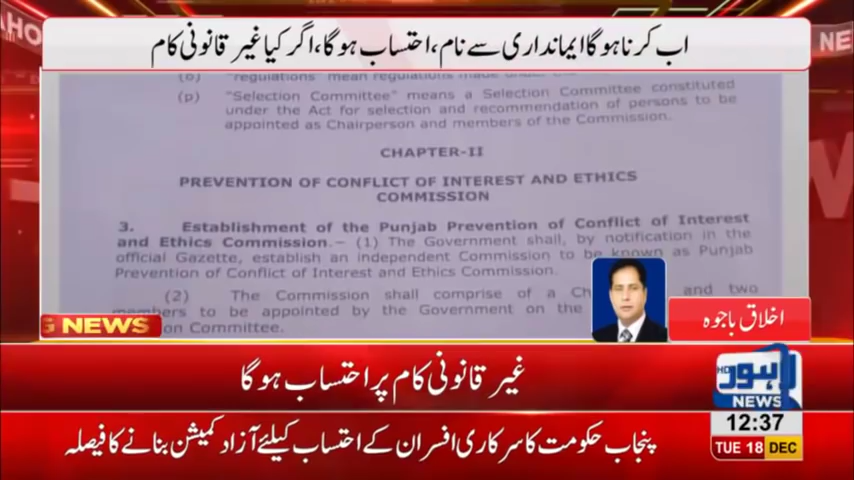 اب کرنا ہوگا ایمانداری سے نام، احتساب ہوگا، اگر کیا غیر قانونی کام
(o) "regulations" mean regulations made under
(p) "Selection Committee" means a Selection Committee constituted
under the Act for selection and recommendation of persons to be
appointed as Chairperson and members of the Commission.
CHAPTER-II
PREVENTION OF CONFLICT OF INTEREST AND ETHICS
COMMISSION
3. Establishment of the Punjab Prevention of Conflict of Interest
and Ethics Commission.– (1) The Government shall, by notification in the
official Gazette, establish an independent Commission to be known as Punjab
Prevention of Conflict of Interest and Ethics Commission.
(2) The Commission shall comprise of a and two
members to be appointed by the Government on the
Committee.
اخلاق باجوہ
G NEWS
غیر قانونی کام پر احتساب ہوگا
HD
لاہور
NEWS
12:37
TUE 18 DEC
پنجاب حکومت کا سرکاری افسران کے احتساب کیلئے آزاد کمیشن بنانے کا فیصلہ